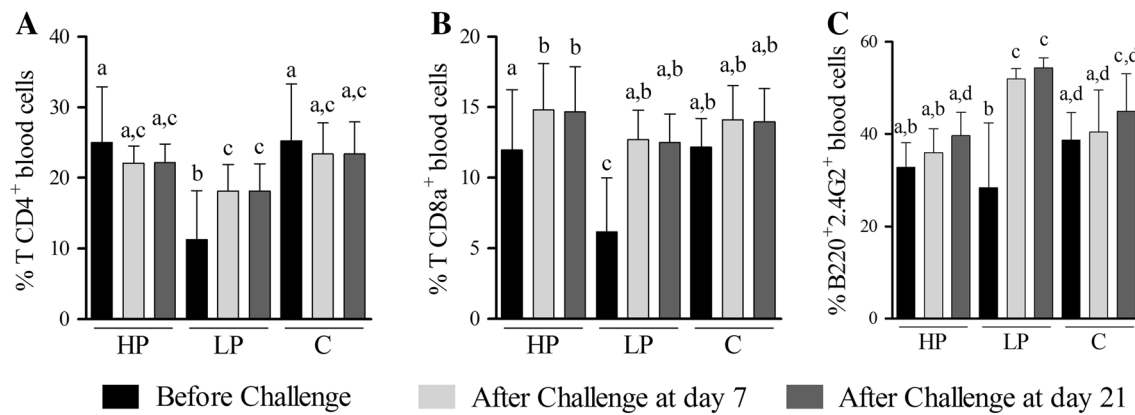 A
% T CD4+ blood cells
40
30
20
10
0
a
a,c
a,c
b
c
c
a
a,c
a,c
HP LP C
B
% T CD8a+ blood cells
20
15
10
5
0
a
b
b
c
a,b
a,b
a,b
a,b
a,b
HP LP C
C
% B220+2.4G2+ blood cells
60
40
20
0
a,b
a,b
a,d
b
c
c
a,d
a,d
c,d
HP LP C
Before Challenge After Challenge at day 7 After Challenge at day 21